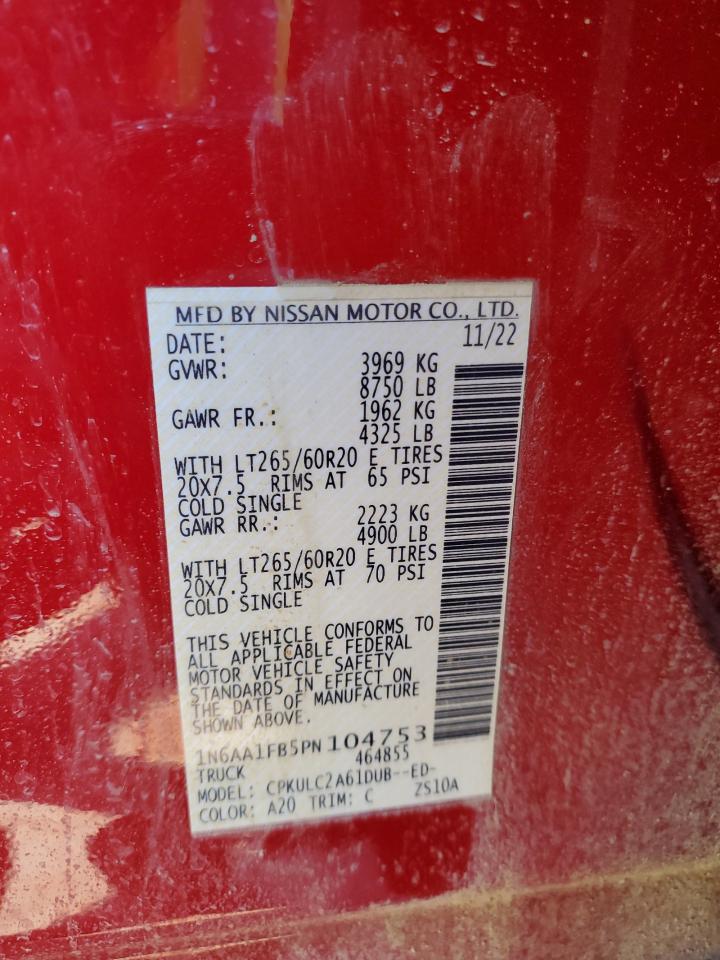 MFD BY NISSAN MOTOR CO., LTD.
DATE: 11/22
GVWR: 3969 KG
8750 LB
GAWR FR.: 1962 KG
4325 LB
WITH LT265/60R20 E TIRES
20X7.5 RIMS AT 65 PSI
COLD SINGLE
GAWR RR.: 2223 KG
4900 LB
WITH LT265/60R20 E TIRES
20X7.5 RIMS AT 70 PSI
COLD SINGLE
THIS VEHICLE CONFORMS TO
ALL APPLICABLE FEDERAL
MOTOR VEHICLE SAFETY
STANDARDS IN EFFECT ON
THE DATE OF MANUFACTURE
SHOWN ABOVE.
1N6AA1FB5PN104753
TRUCK 464855
MODEL: CPKULC2A61DUB--ED-
COLOR: A20 TRIM: C ZS10A